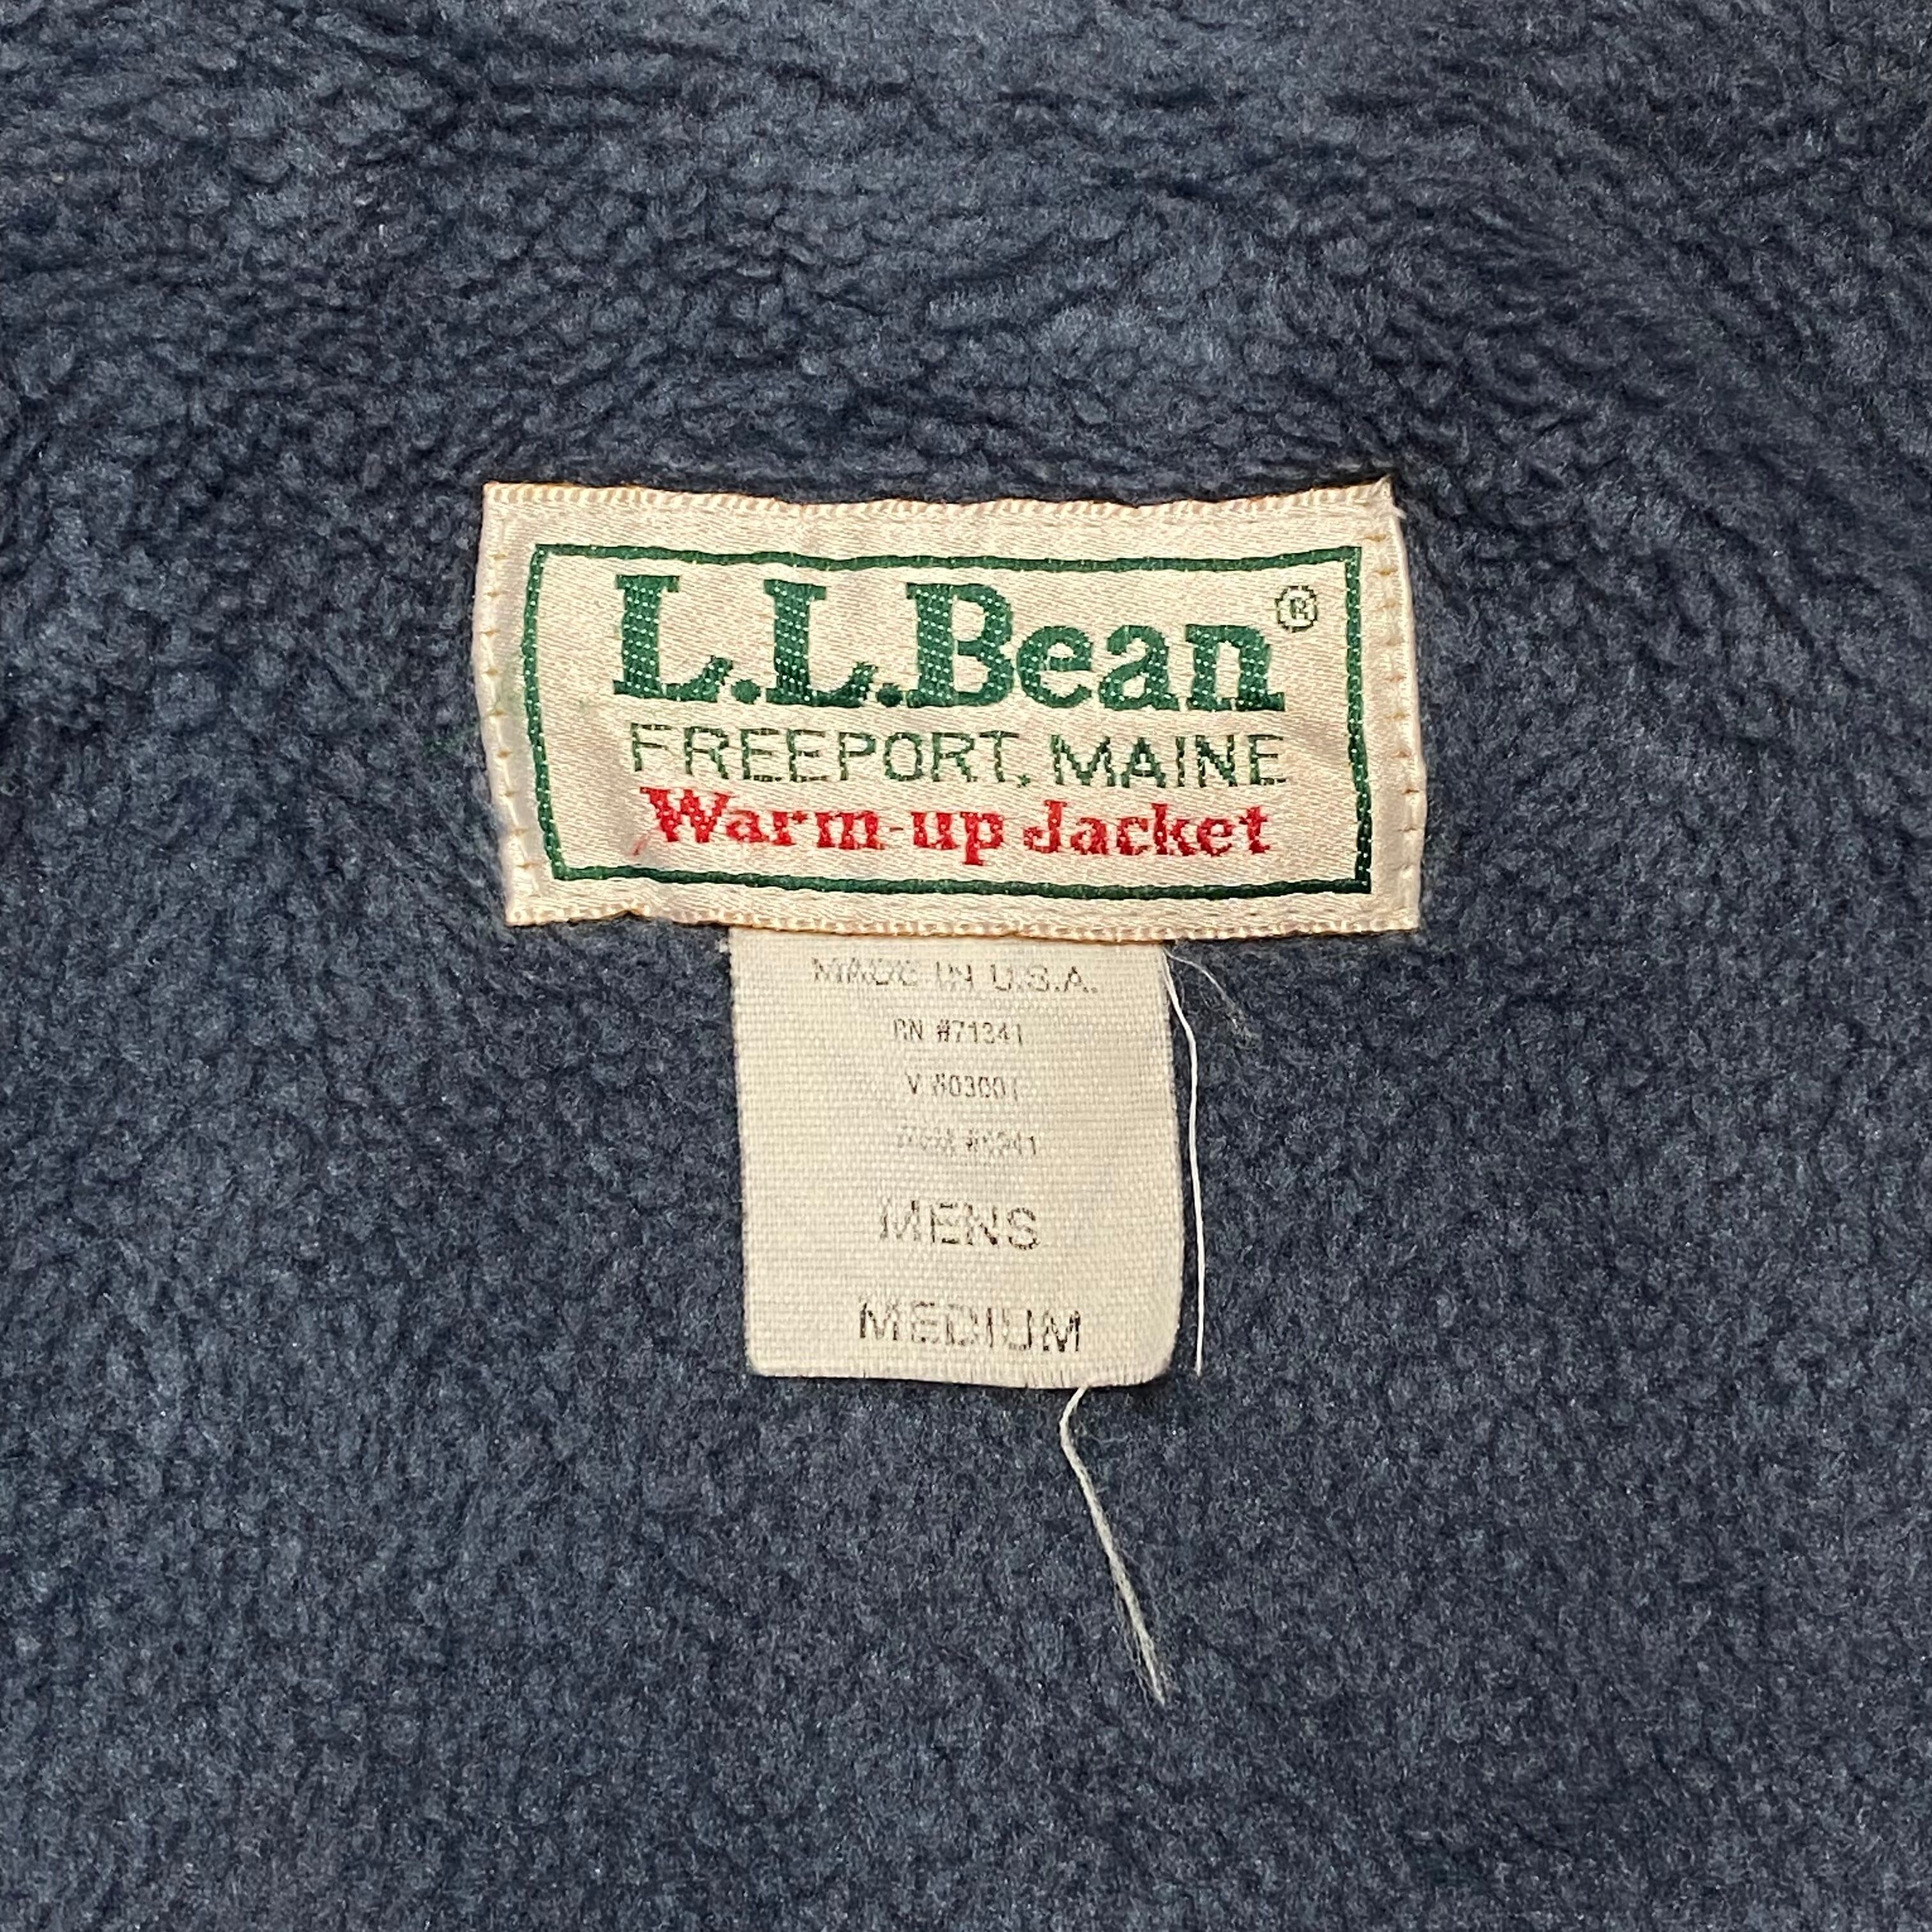 L.L.Bean®
FREEPORT, MAINE
Warm-up Jacket
MADE IN U.S.A.
RN #71341
V
MENS
MEDIUM